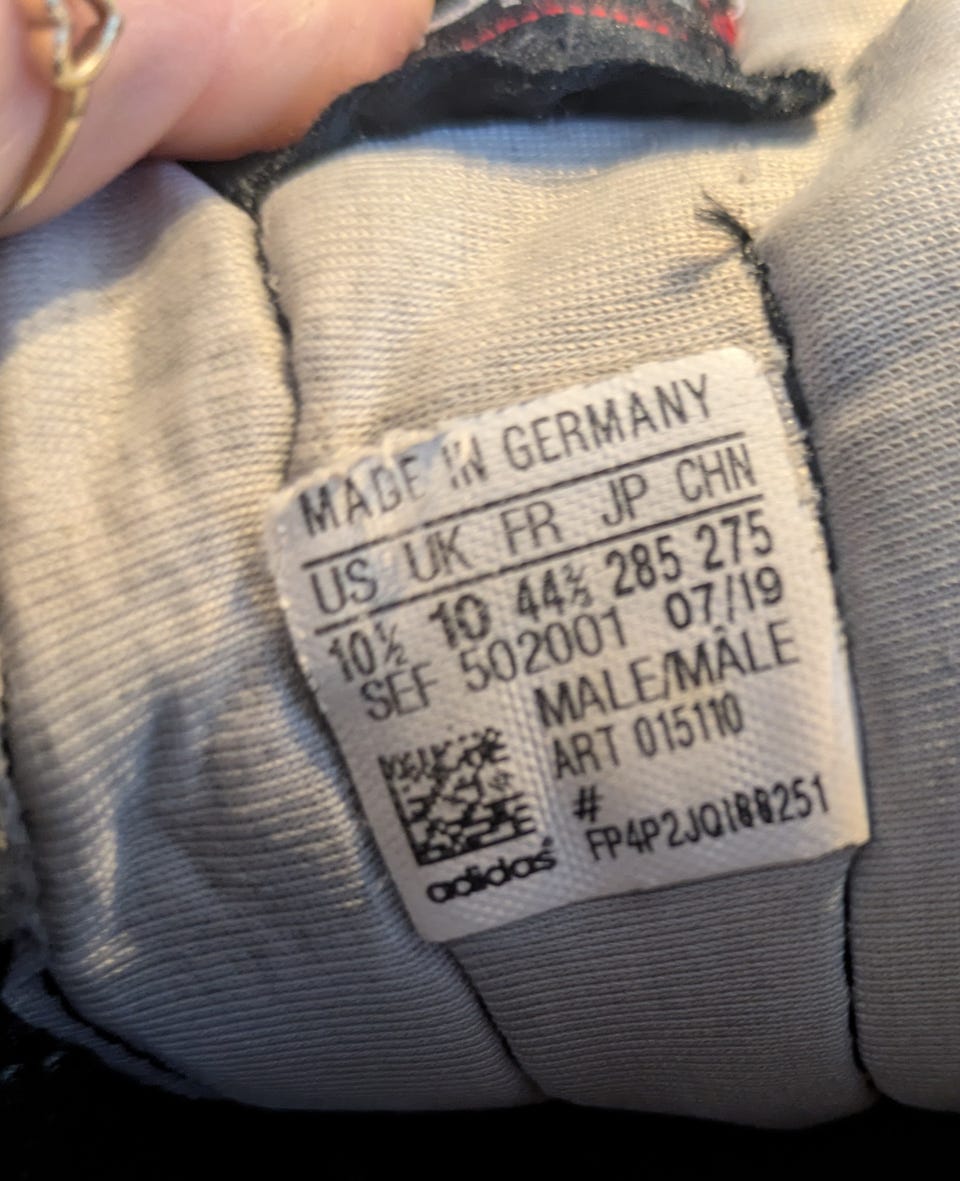 MADE IN GERMANY
US UK FR JP CHN
10½ 10 44⅔ 285 275
SEF 502001 07/19
MALE/MÂLE
ART 015110
#
adidas